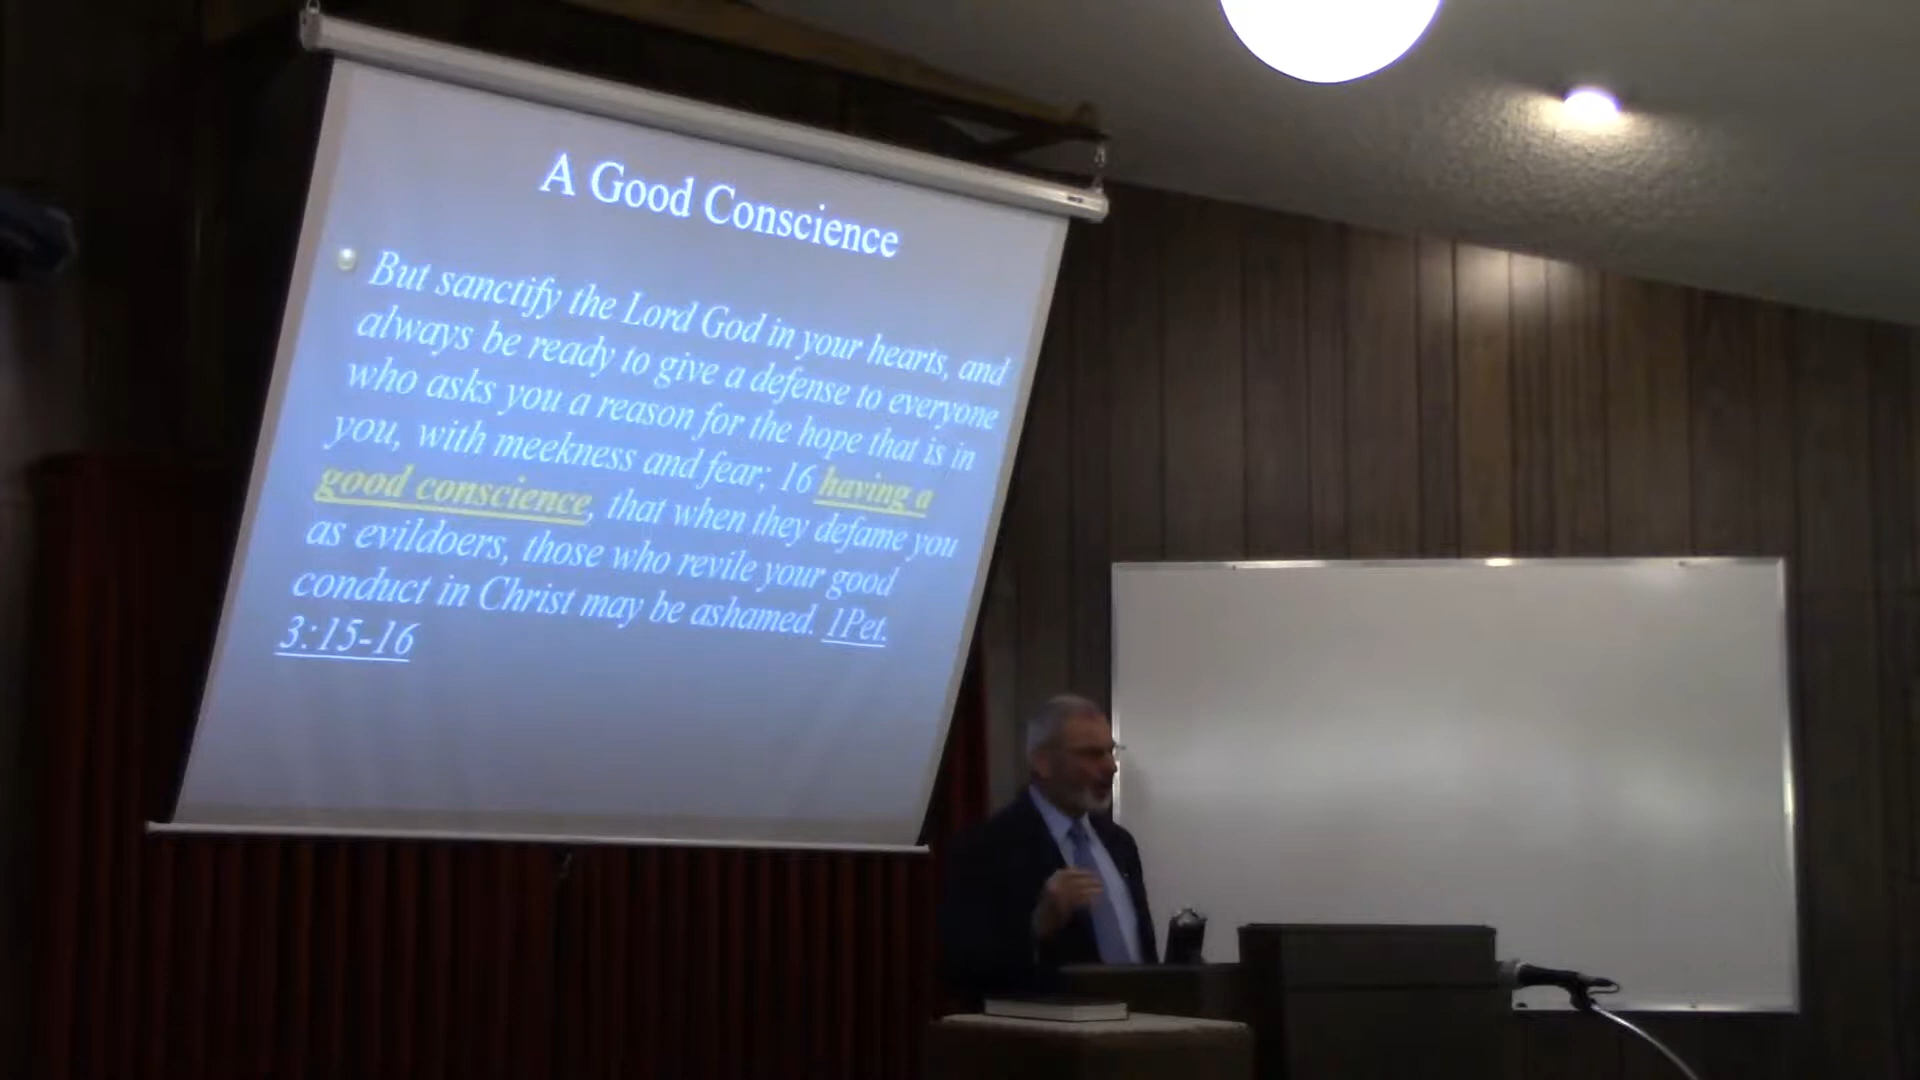 A Good Conscience
But sanctify the Lord God in your hearts, and
always be ready to give a defense to everyone
who asks you a reason for the hope that is in
you, with meekness and fear; 16 having a
good conscience, that when they defame you
as evildoers, those who revile your good
conduct in Christ may be ashamed. 1Pet.
3:15-16